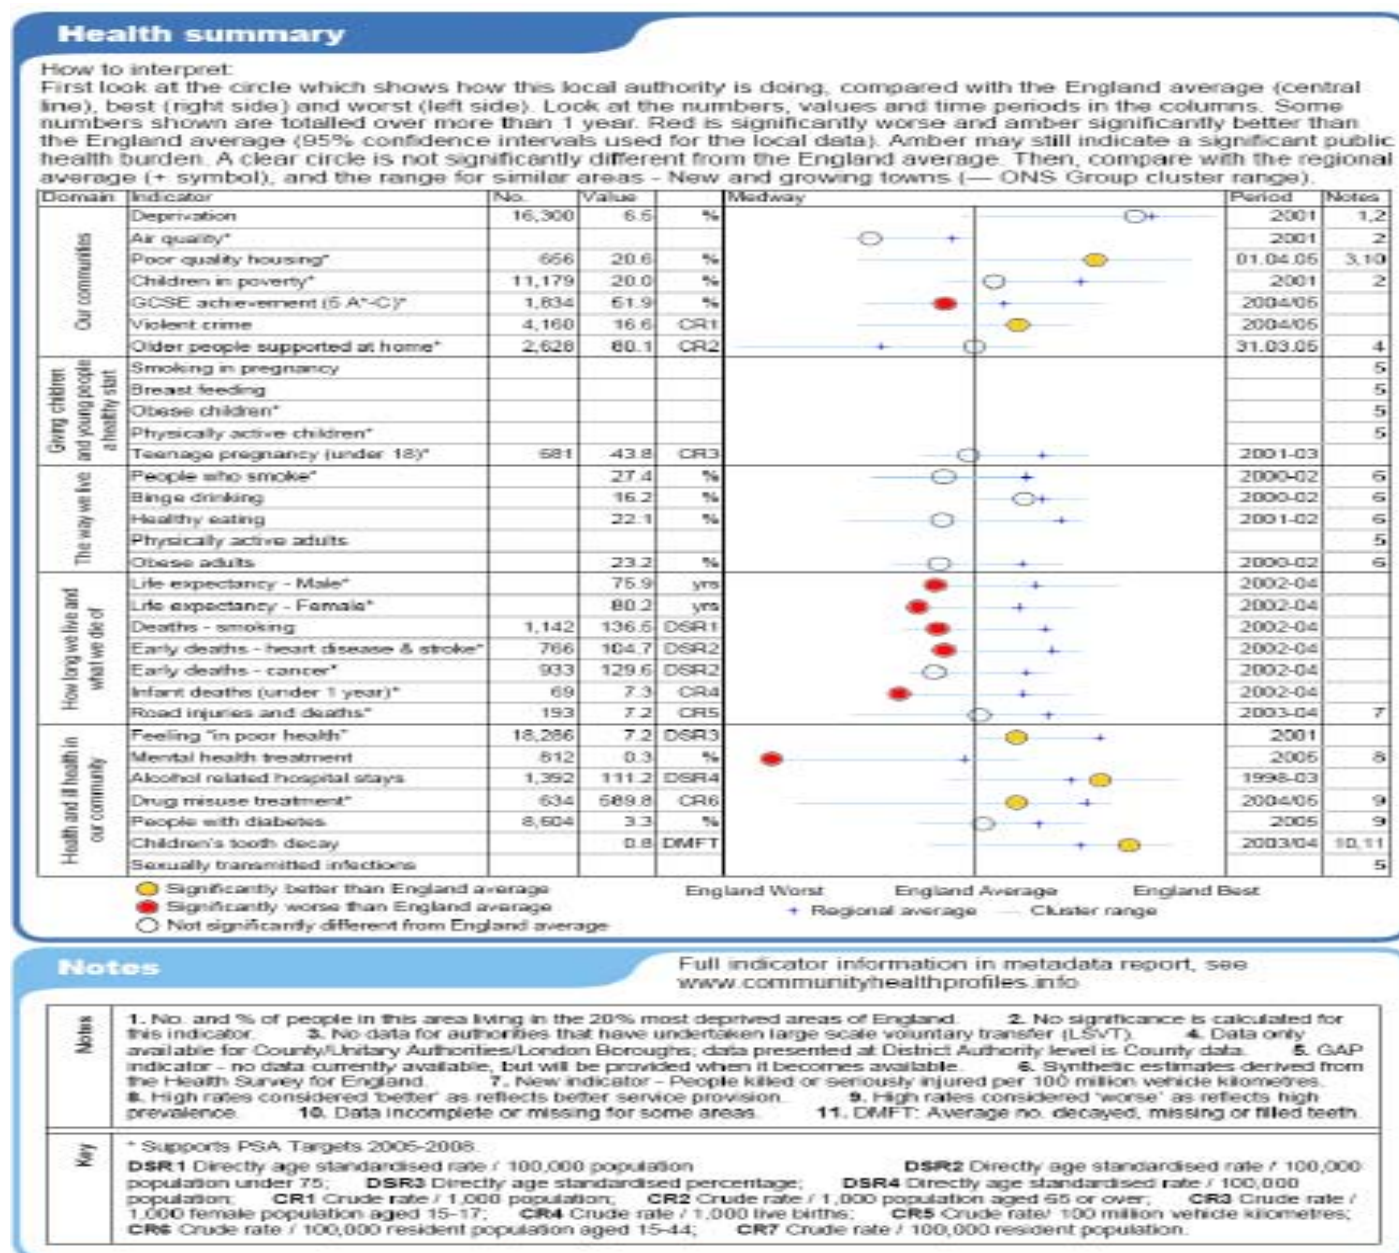 Health summary
How to interpret:
First look at the circle which shows how this local authority is doing, compared with the England average (central
line), best (right side) and worst (left side). Look at the numbers, values and time periods in the columns. Some
numbers shown are totalled over more than 1 year. Red is significantly worse and amber significantly better than
the England average (95% confidence intervals used for the local data). Amber may still indicate a significant public
health burden. A clear circle is not significantly different from the England average. Then, compare with the regional
average (+ symbol), and the range for similar areas - New and growing towns (— ONS Group cluster range).
Domain Indicator No. Value Medway Period Notes
Our communities
Deprivation 16,300 6.5 % 2001 1,2
Air quality* 2001 2
Poor quality housing* 656 20.6 % 01.04.05 3,10
Children in poverty* 11,179 20.0 % 2001 2
GCSE achievement (5 A*-C)* 1,834 51.9 % 2004/05
Violent crime 4,160 16.6 CR1 2004/05
Older people supported at home* 2,628 80.1 CR2 31.03.05 4
Giving children
and young people
a healthy start
Smoking in pregnancy 5
Breast feeding 5
Obese children* 5
Physically active children* 5
Teenage pregnancy (under 18)* 681 43.8 CR3 2001-03
The way we live
People who smoke* 27.4 % 2000-02 6
Binge drinking 16.2 % 2000-02 6
Healthy eating 22.1 % 2001-02 6
Physically active adults 5
Obese adults 23.2 % 2000-02 6
How long we live and
what we die of
Life expectancy - Male* 75.9 yrs 2002-04
Life expectancy - Female* 80.2 yrs 2002-04
Deaths - smoking 1,142 136.5 DSR1 2002-04
Early deaths - heart disease & stroke* 766 104.7 DSR2 2002-04
Early deaths - cancer* 933 129.6 DSR2 2002-04
Infant deaths (under 1 year)* 69 7.3 CR4 2002-04
Road injuries and deaths* 193 7.2 CR5 2003-04 7
Health and ill health in
our community
Feeling "in poor health" 18,286 7.2 DSR3 2001
Mental health treatment 812 0.3 % 2005 8
Alcohol related hospital stays 1,392 111.2 DSR4 1998-03
Drug misuse treatment* 634 589.8 CR6 2004/05 9
People with diabetes 8,604 3.3 % 2005 9
Children's tooth decay 0.8 DMFT 2003/04 10,11
Sexually transmitted infections 5
Significantly better than England average
Significantly worse than England average
Not significantly different from England average
England Worst England Average England Best
+ Regional average — Cluster range
Notes
Full indicator information in metadata report, see
www.communityhealthprofiles.info
Notes
1. No. and % of people in this area living in the 20% most deprived areas of England. 2. No significance is calculated for
this indicator. 3. No data for authorities that have undertaken large scale voluntary transfer (LSVT). 4. Data only
available for County/Unitary Authorities/London Boroughs; data presented at District Authority level is County data. 5. GAP
indicator - no data currently available, but will be provided when it becomes available. 6. Synthetic estimates derived from
the Health Survey for England. 7. New indicator - People killed or seriously injured per 100 million vehicle kilometres.
8. High rates considered 'better' as reflects better service provision. 9. High rates considered 'worse' as reflects high
prevalence. 10. Data incomplete or missing for some areas. 11. DMFT: Average no. decayed, missing or filled teeth.
Key
* Supports PSA Targets 2005-2008.
DSR1 Directly age standardised rate / 100,000 population DSR2 Directly age standardised rate / 100,000
population under 75; DSR3 Directly age standardised percentage; DSR4 Directly age standardised rate / 100,000
population; CR1 Crude rate / 1,000 population; CR2 Crude rate / 1,000 population aged 65 or over; CR3 Crude rate /
1,000 female population aged 15-17; CR4 Crude rate / 1,000 live births; CR5 Crude rate/ 100 million vehicle kilometres;
CR6 Crude rate / 100,000 resident population aged 15-44; CR7 Crude rate / 100,000 resident population.